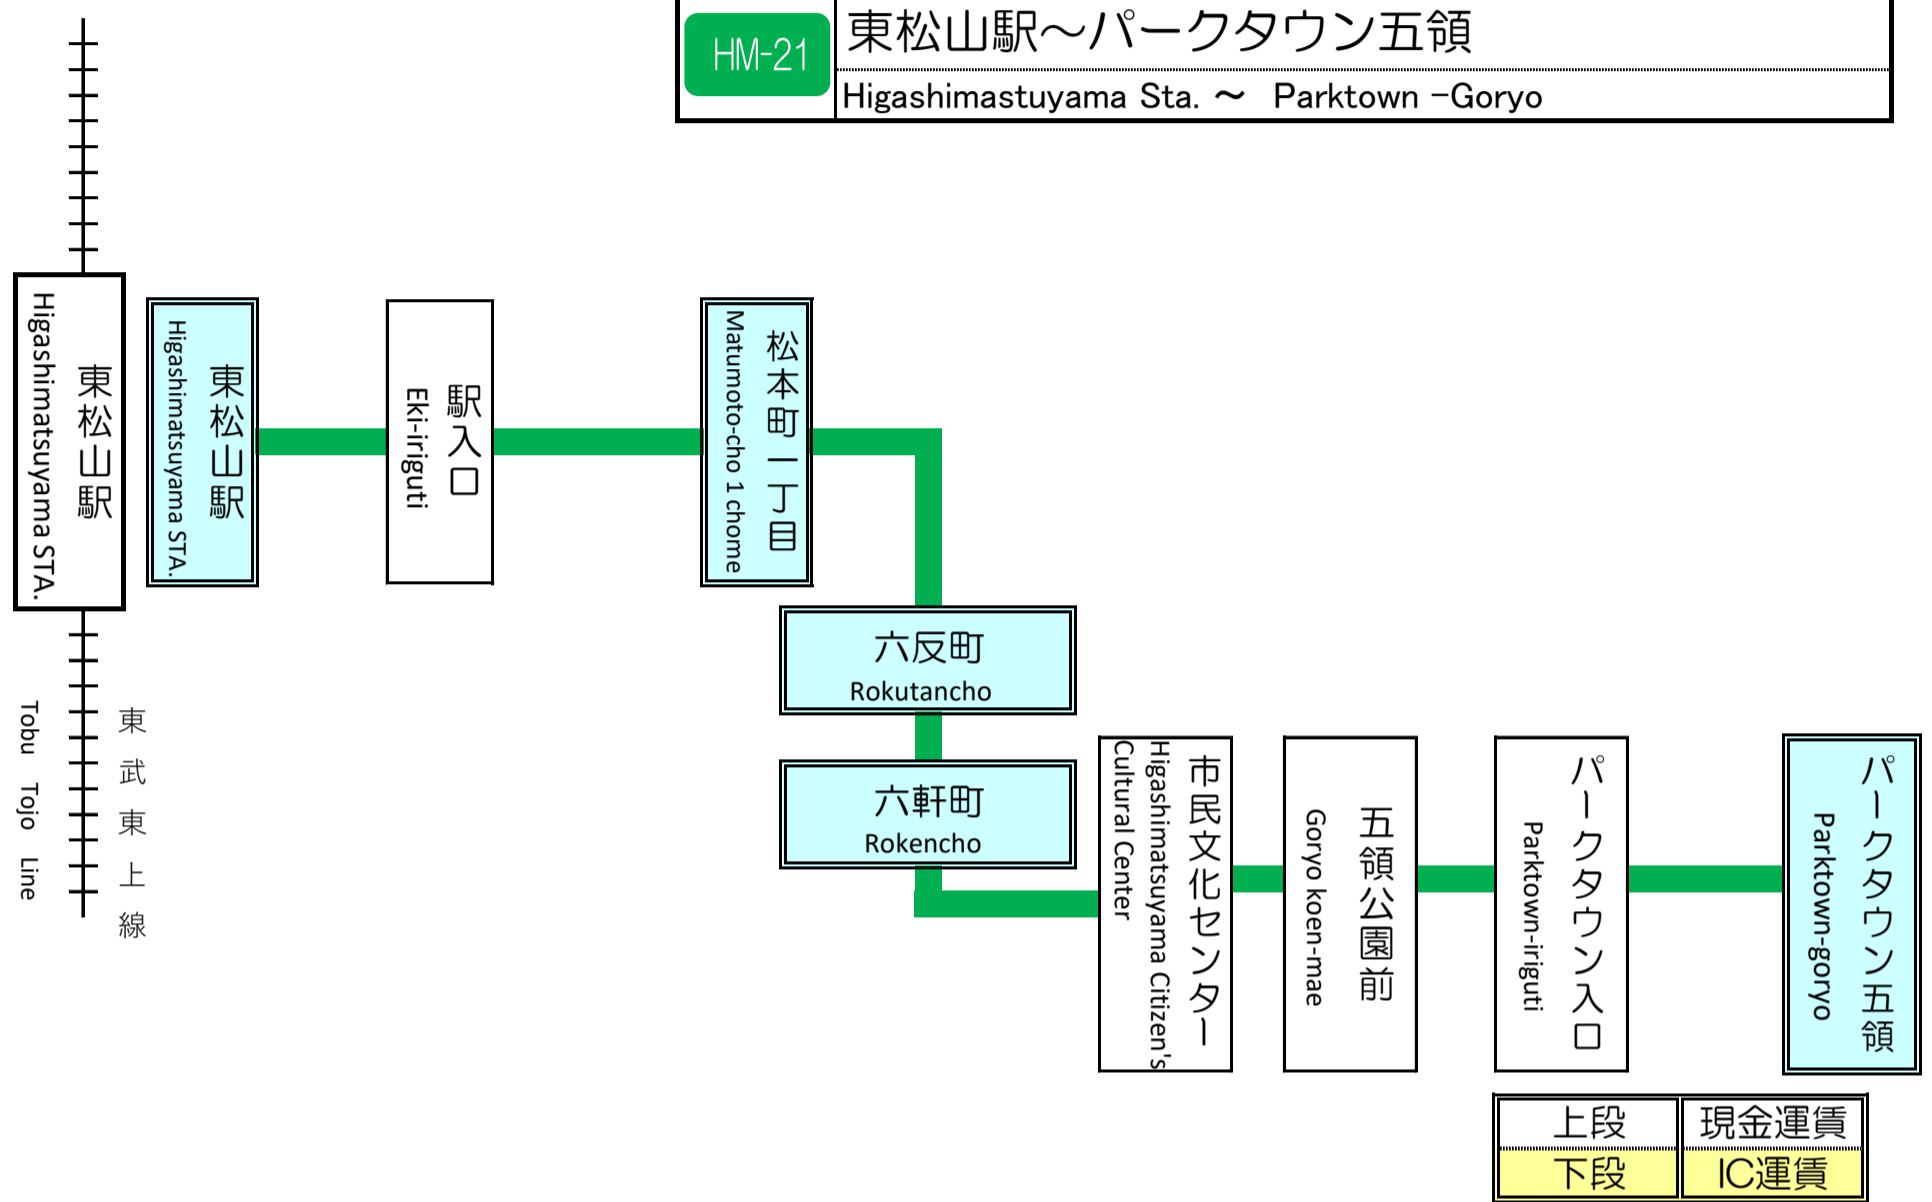 HM-21
東松山駅～パークタウン五領
Higashimastuyama Sta. ～ Parktown -Goryo
東松山駅
Higashimatsuyama STA.
東松山駅
Higashimatsuyama STA.
駅入口
Eki-iriguti
松本町一丁目
Matumoto-cho 1 chome
六反町
Rokutancho
六軒町
Rokencho
市民文化センター
Higashimatsuyama Citizen's
Cultural Center
五領公園前
Goryo koen-mae
パークタウン入口
Parktown-iriguti
パークタウン五領
Parktown-goryo
東武東上線
Tobu Tojo Line
上段 現金運賃
下段 IC運賃